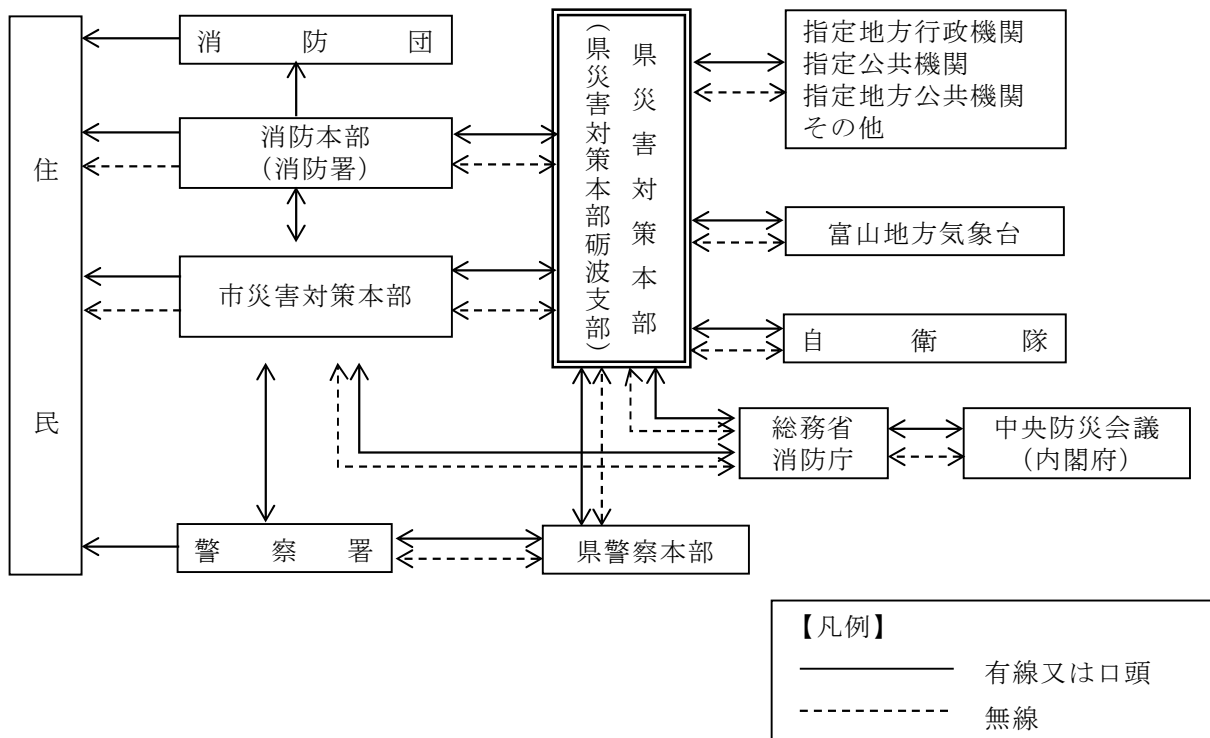 住民
消防団
消防本部
（消防署）
市災害対策本部
警察署
県災害対策本部
（県災害対策本部砺波支部）
県警察本部
指定地方行政機関
指定公共機関
指定地方公共機関
その他
富山地方気象台
自衛隊
総務省
消防庁
中央防災会議
（内閣府）
【凡例】
有線又は口頭
無線